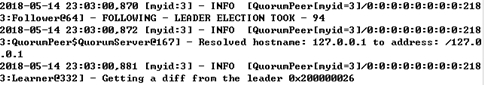 2018-05-14 23:03:00,870 [myid:3] - INFO  [QuorumPeer[myid=3]/0:0:0:0:0:0:0:0:218
3:Follower@64] - FOLLOWING - LEADER ELECTION TOOK - 94
2018-05-14 23:03:00,872 [myid:3] - INFO  [QuorumPeer[myid=3]/0:0:0:0:0:0:0:0:218
3:QuorumPeer$QuorumServer@167] - Resolved hostname: 127.0.0.1 to address: /127.0
.0.1
2018-05-14 23:03:00,881 [myid:3] - INFO  [QuorumPeer[myid=3]/0:0:0:0:0:0:0:0:218
3:Learner@332] - Getting a diff from the leader 0x200000026